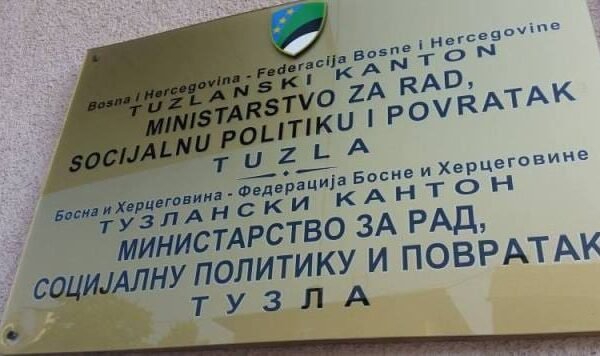 Bosna i Hercegovina - Federacija Bosne i Hercegovine
TUZLANSKI KANTON
MINISTARSTVO ZA RAD,
SOCIJALNU POLITIKU I POVRATAK
TUZLA
Босна и Херцеговина - Федерација Босне и Херцеговине
ТУЗЛАНСКИ КАНТОН
МИНИСТАРСТВО ЗА РАД,
СОЦИЈАЛНУ ПОЛИТИКУ И ПОВРАТАК
ТУЗЛА